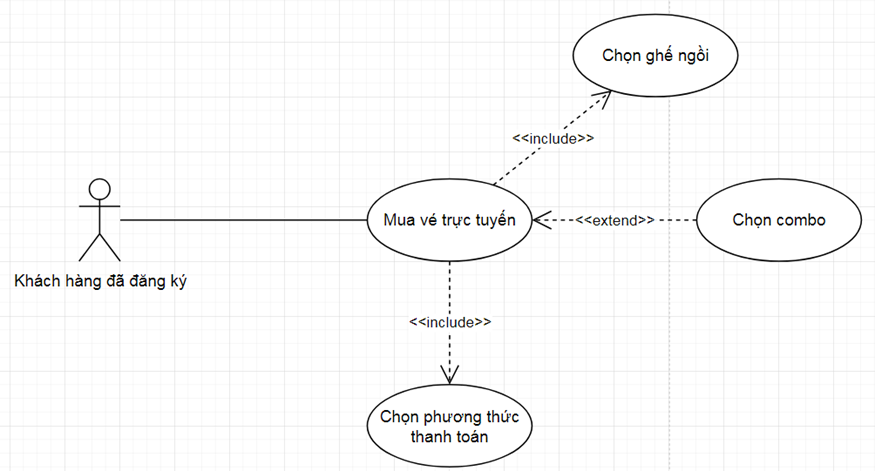 Chọn ghế ngồi
<<include>>
Mua vé trực tuyến
<<extend>>
Chọn combo
Khách hàng đã đăng ký
<<include>>
Chọn phương thức
thanh toán